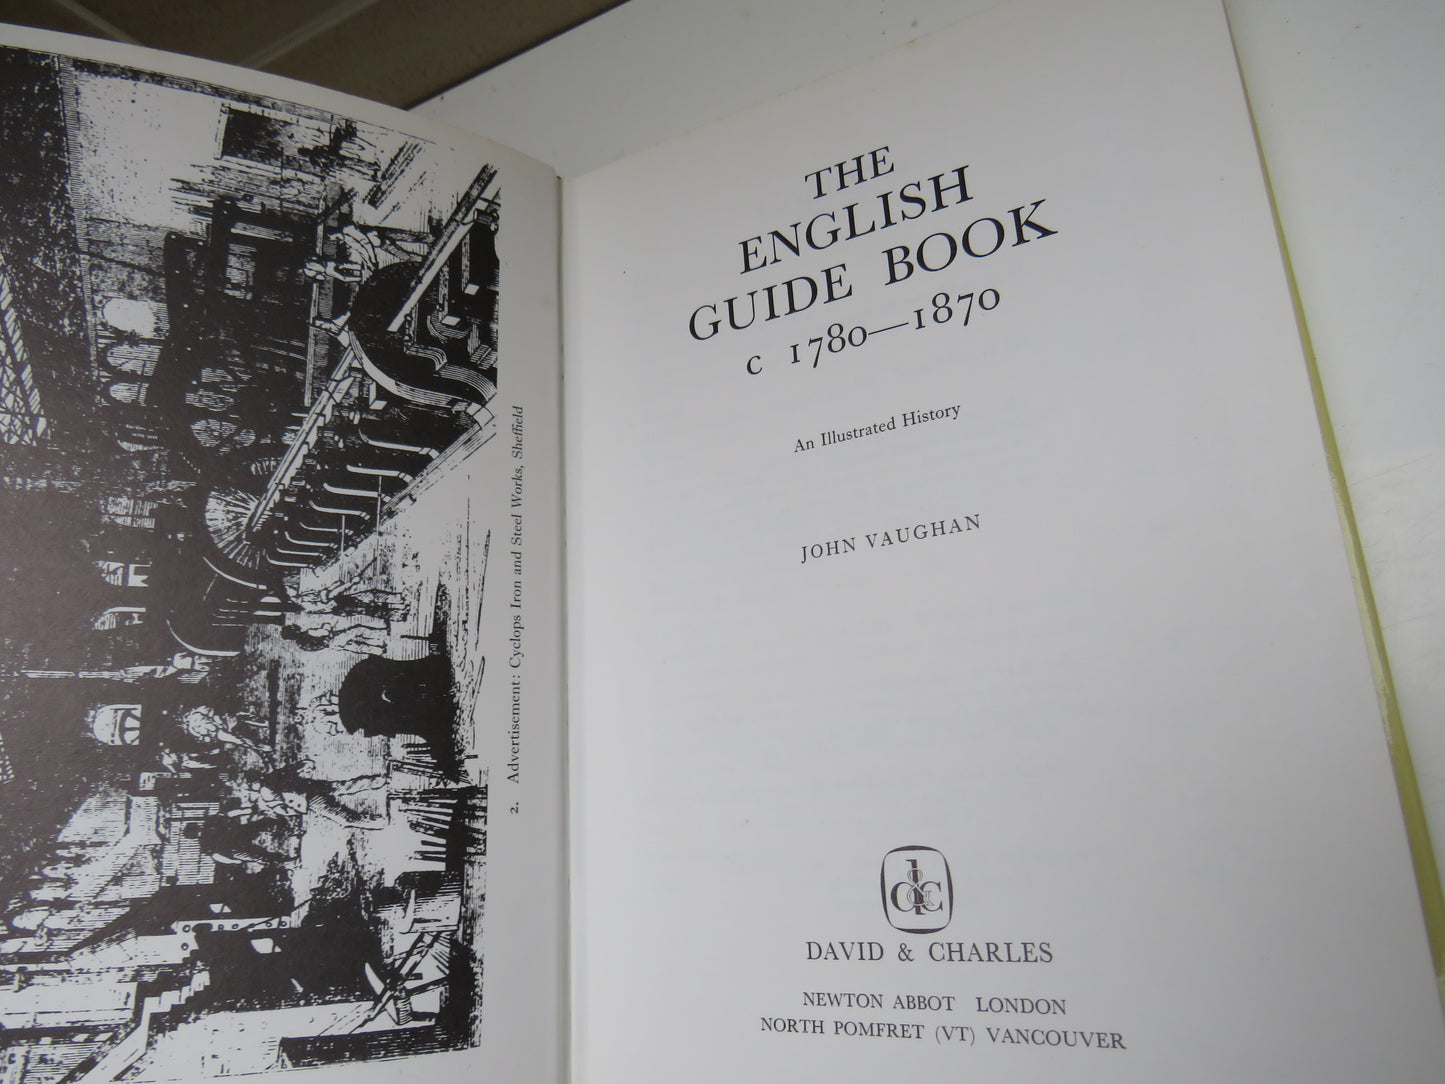 2. Advertisement: Cyclops Iron and Steel Works, Sheffield
THE
ENGLISH
GUIDE BOOK
c 1780—1870
An Illustrated History
JOHN VAUGHAN
d&c
DAVID & CHARLES
NEWTON ABBOT LONDON
NORTH POMFRET (VT) VANCOUVER